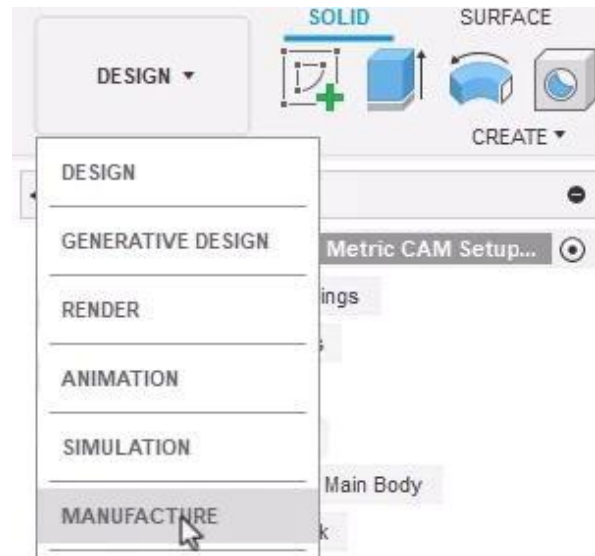 SOLID SURFACE
DESIGN ▾
CREATE ▾
DESIGN
GENERATIVE DESIGN
Metric CAM Setup...
ings
RENDER
ANIMATION
SIMULATION
Main Body
MANUFACTURE
k